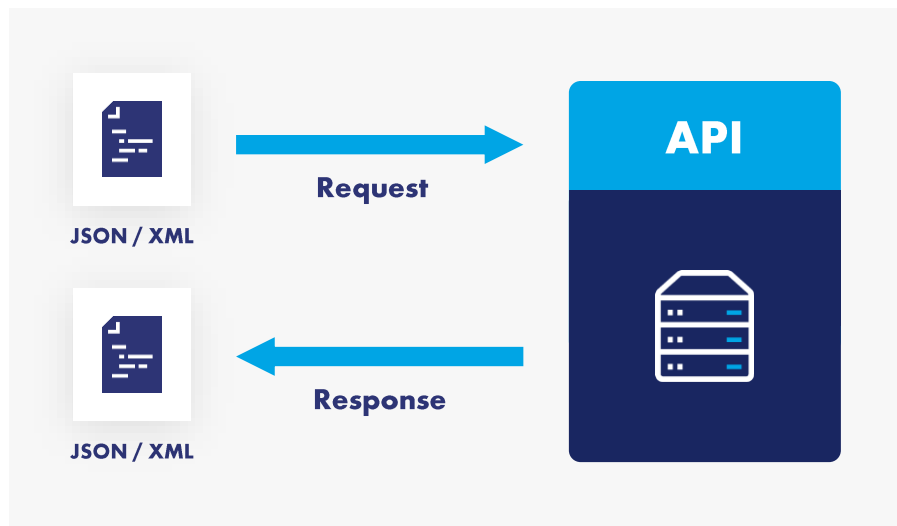 API
Request
JSON / XML
Response
JSON / XML